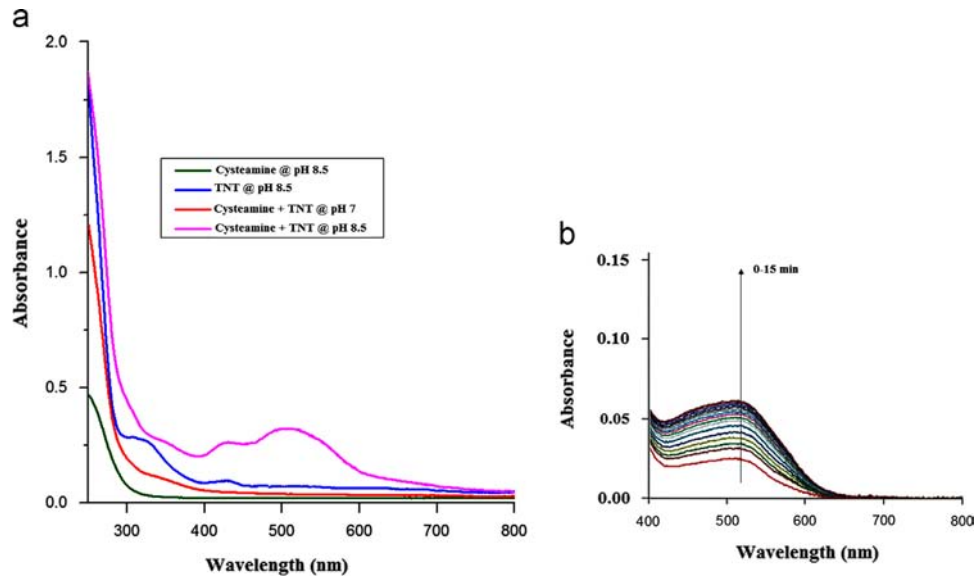 a
2.0
1.5
1.0
0.5
0.0
Absorbance
Cysteamine @ pH 8.5
TNT @ pH 8.5
Cysteamine + TNT @ pH 7
Cysteamine + TNT @ pH 8.5
300 400 500 600 700 800
Wavelength (nm)
b
0.15
0.10
0.05
0.00
Absorbance
0-15 min
400 500 600 700 800
Wavelength (nm)